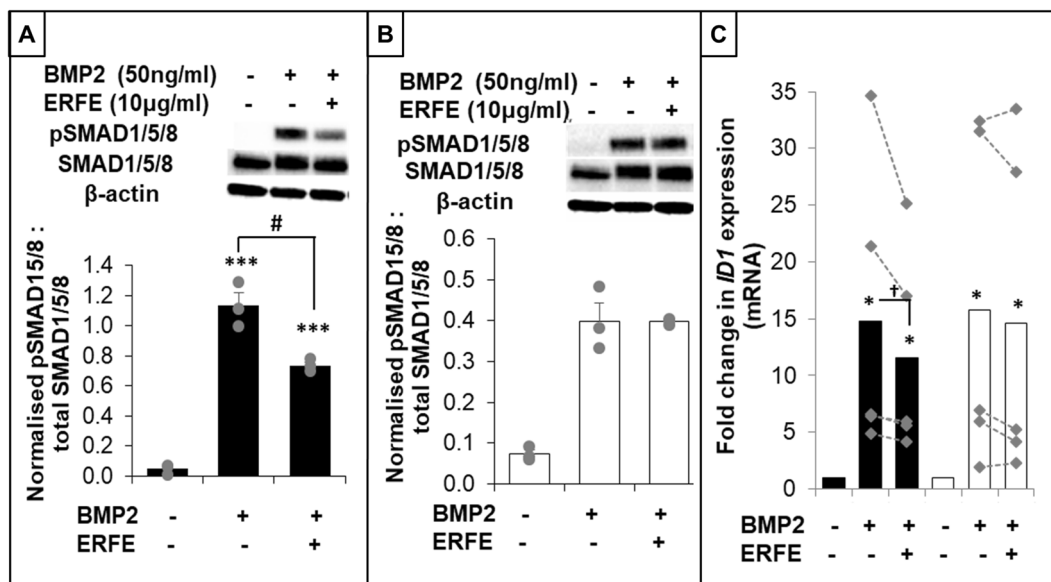 A
BMP2 (50ng/ml) - + +
ERFE (10µg/ml) - - +
pSMAD1/5/8
SMAD1/5/8
β-actin
#
***
***
Normalised pSMAD15/8 :
total SMAD1/5/8
1.4
1.2
1.0
0.8
0.6
0.4
0.2
0.0
BMP2 - + +
ERFE - - +
B
BMP2 (50ng/ml) - + +
ERFE (10µg/ml) - - +
pSMAD1/5/8
SMAD1/5/8
β-actin
Normalised pSMAD15/8 :
total SMAD1/5/8
0.6
0.5
0.4
0.3
0.2
0.1
0.0
BMP2 - + +
ERFE - - +
C
Fold change in ID1 expression
(mRNA)
35
30
25
20
15
10
5
0
* † * * *
BMP2 - + + - + +
ERFE - - + - - +